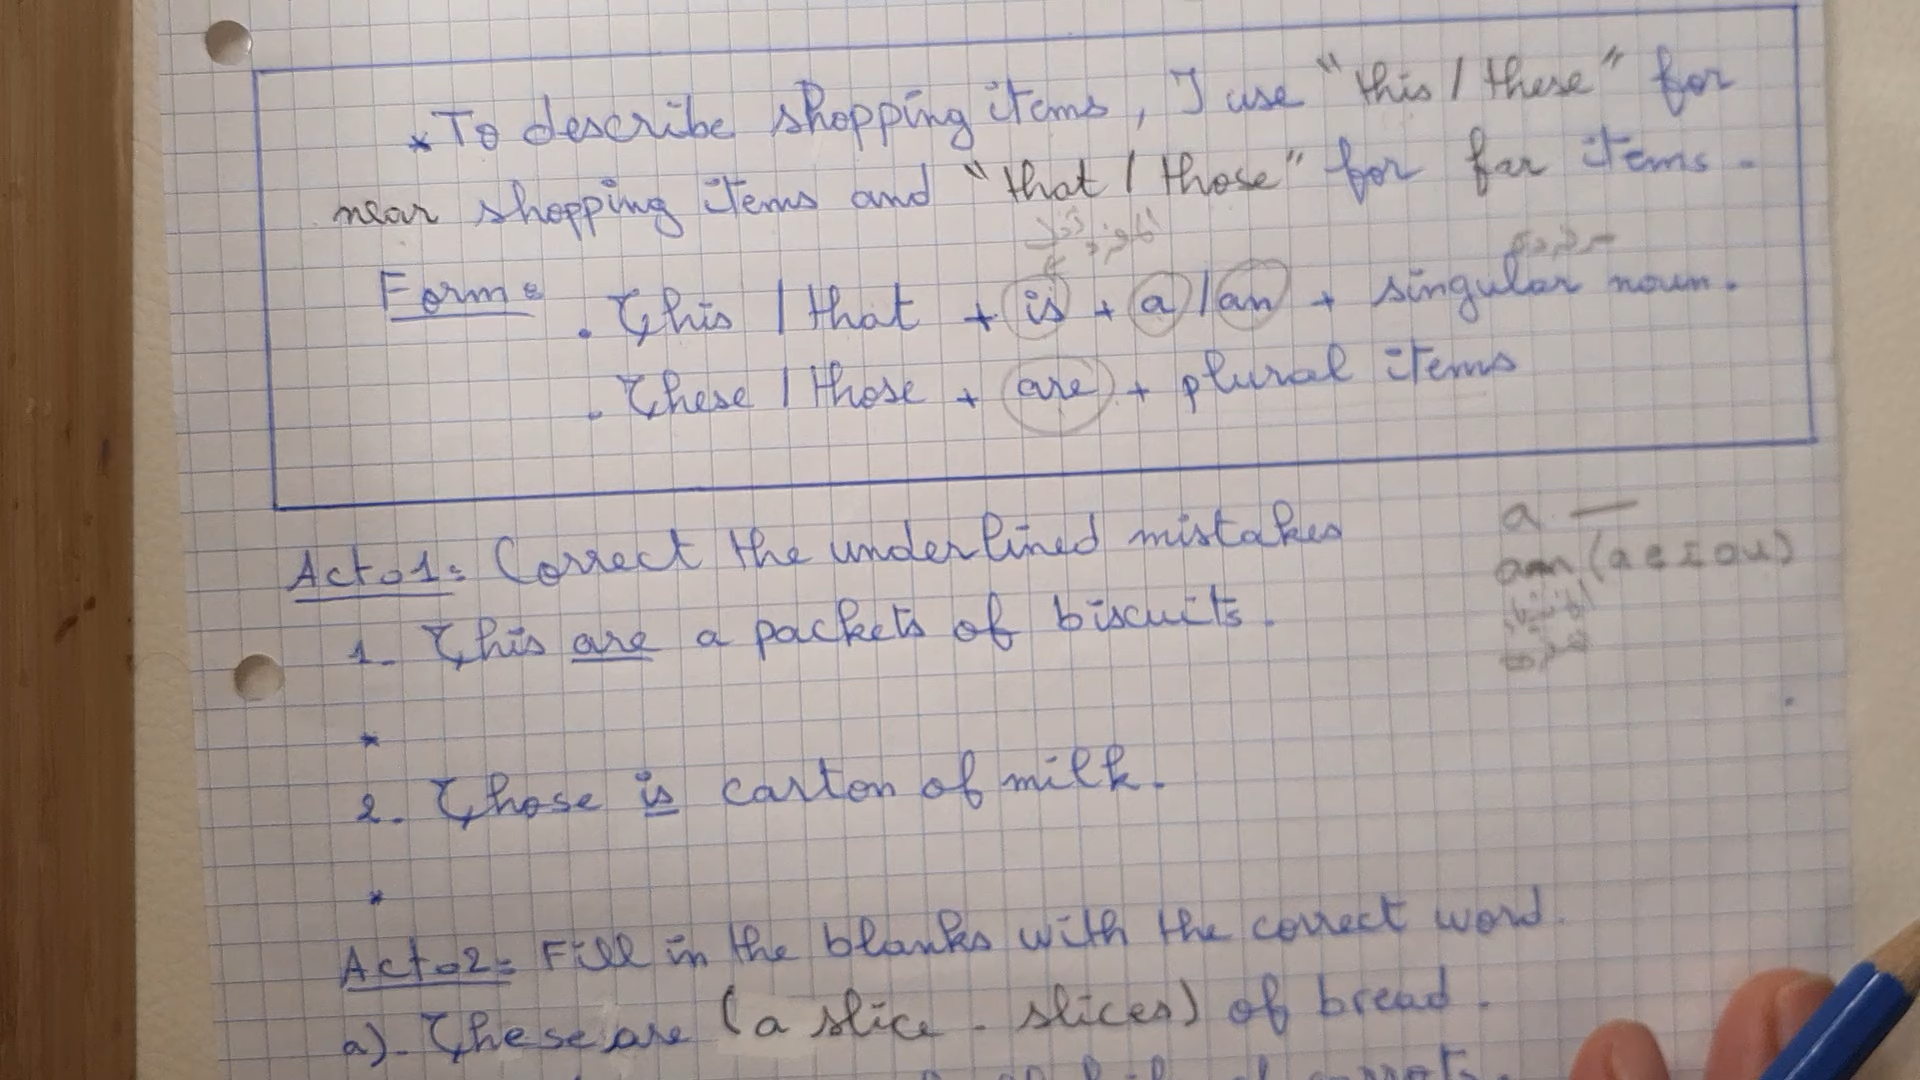 * To describe shopping items, I use "this / these" for
near shopping items and "that / those" for far items.
Form: . This / that + is + a / an + singular noun.
. These / those + are + plural items
a —
an (a e i o u)
Act 1: Correct the underlined mistakes
1. This are a packets of biscuits.
*
2. Those is carton of milk.
*
Act 2: Fill in the blanks with the correct word.
a). These are (a slice - slices) of bread.